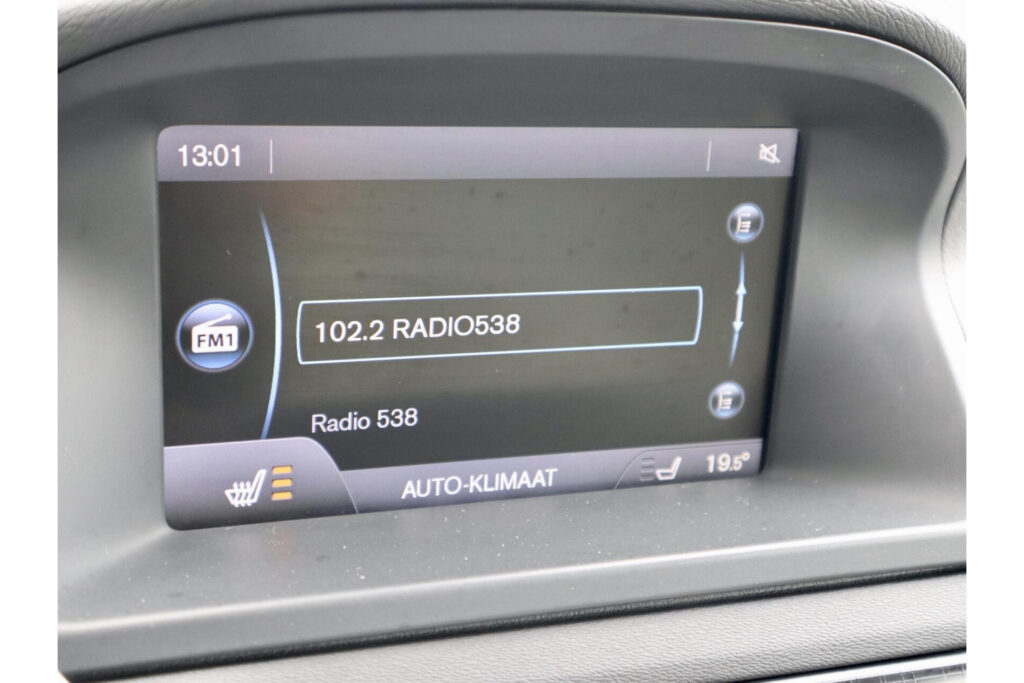 13:01
FM1
102.2 RADIO538
Radio 538
AUTO-KLIMAAT
19.5°